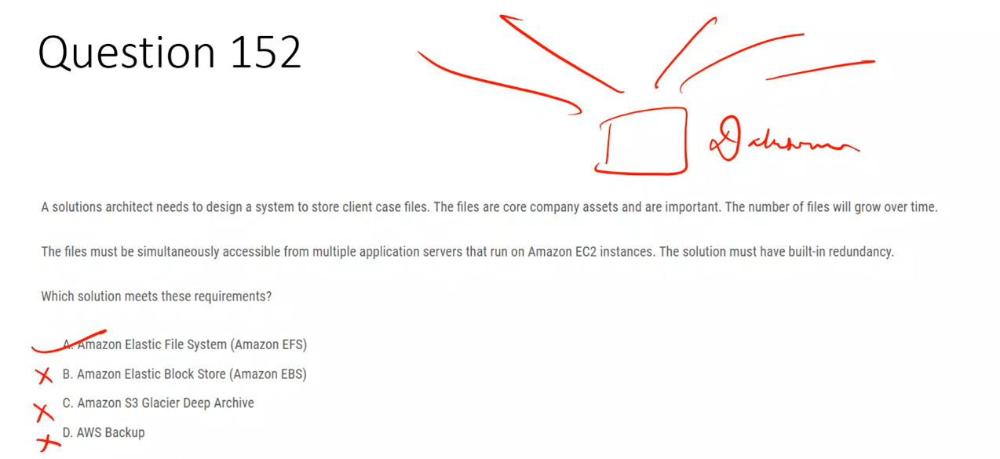 Question 152
A solutions architect needs to design a system to store client case files. The files are core company assets and are important. The number of files will grow over time.
The files must be simultaneously accessible from multiple application servers that run on Amazon EC2 instances. The solution must have built-in redundancy.
Which solution meets these requirements?
A. Amazon Elastic File System (Amazon EFS)
B. Amazon Elastic Block Store (Amazon EBS)
C. Amazon S3 Glacier Deep Archive
D. AWS Backup